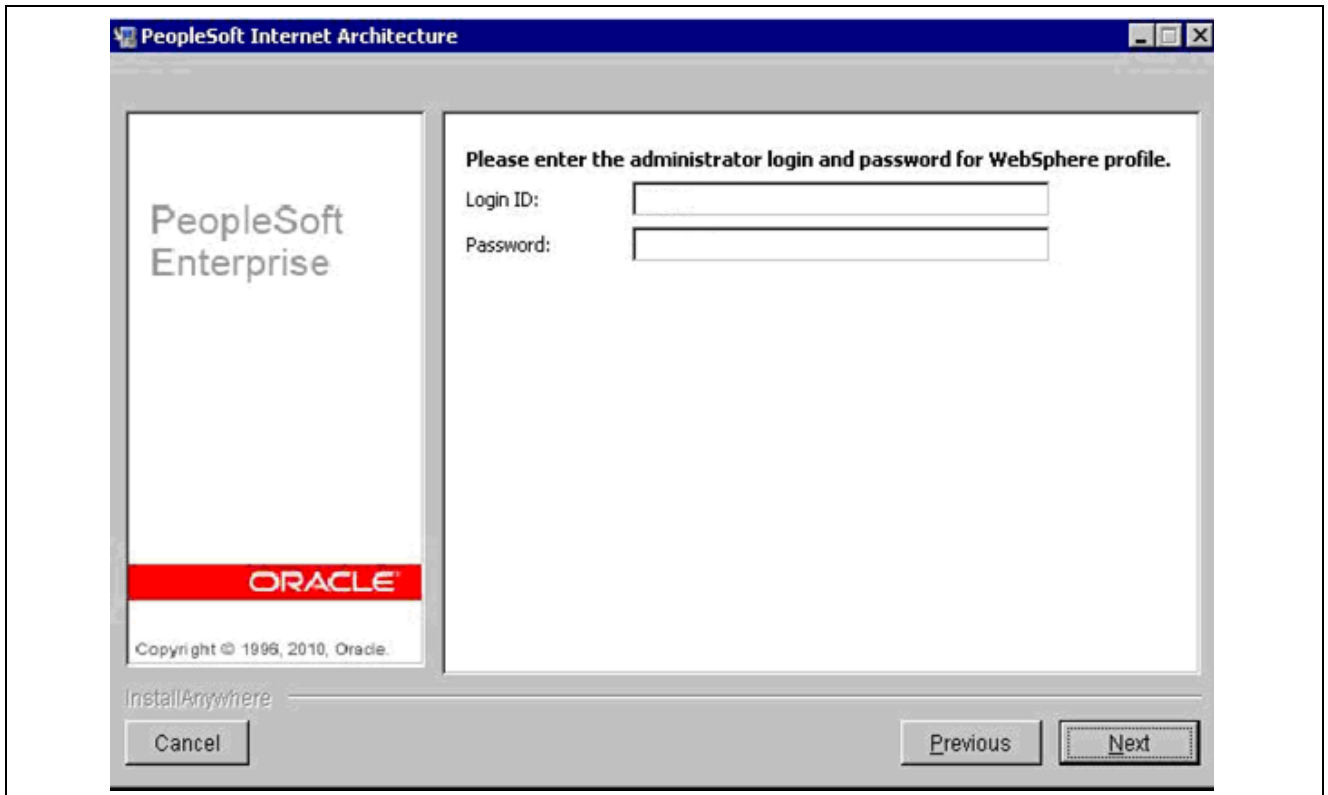 PeopleSoft Internet Architecture
PeopleSoft
Enterprise
ORACLE
Copyright © 1996, 2010, Oracle.
Please enter the administrator login and password for WebSphere profile.
Login ID:
Password:
InstallAnywhere
Cancel
Previous
Next